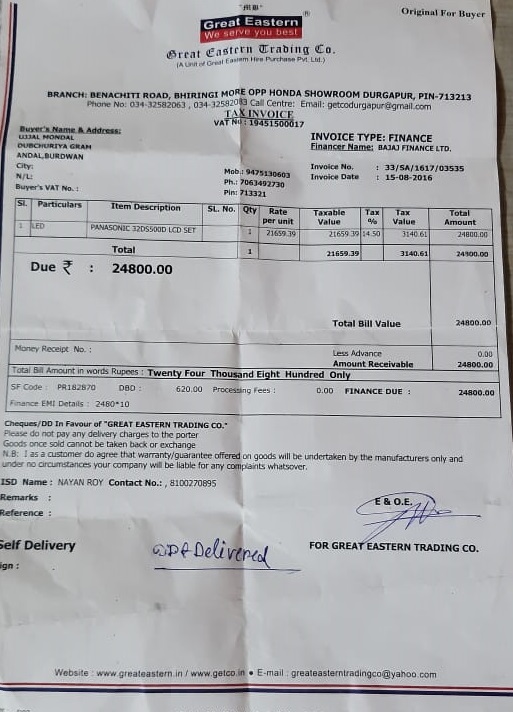 Original For Buyer
Great Eastern
We serve you best
Great Eastern Trading Co.
(A Unit of Great Eastern Hire Purchase Pvt. Ltd.)
BRANCH: BENACHITI ROAD, BHIRINGI MORE OPP HONDA SHOWROOM DURGAPUR, PIN-713213
Phone No: 034-32582063 , 034-32582083 Call Centre: Email: getcodurgapur@gmail.com
TAX INVOICE
VAT No : 19451500017
Buyer's Name & Address:
UJJAL MONDAL
DUBCHURIYA GRAM
ANDAL,BURDWAN
City:
N/L:
Buyer's VAT No. :
Mob.: 9475130603
Ph.: 7063492730
Pin: 713321
INVOICE TYPE: FINANCE
Financer Name: BAJAJ FINANCE LTD.
Invoice No. : 33/SA/1617/03535
Invoice Date : 15-08-2016
Sl. Particulars Item Description SL. No. Qty Rate per unit Taxable Value Tax % Tax Value Total Amount
1 LED PANASONIC 32DS500D LCD SET 1 21659.39 21659.39 14.50 3140.61 24800.00
Total 1 21659.39 3140.61 24800.00
Due ₹ : 24800.00
Total Bill Value 24800.00
Money Receipt No. :
Less Advance 0.00
Amount Receivable 24800.00
Total Bill Amount in words Rupees : Twenty Four Thousand Eight Hundred Only
SF Code : PR182870 DBD : 620.00 Processing Fees : 0.00 FINANCE DUE : 24800.00
Finance EMI Details : 2480*10
Cheques/DD In Favour of "GREAT EASTERN TRADING CO."
Please do not pay any delivery charges to the porter
Goods once sold cannot be taken back or exchange
N.B: I as a customer do agree that warranty/guarantee offered on goods will be undertaken by the manufacturers only and
under no circumstances your company will be liable for any complaints whatsover.
ISD Name : NAYAN ROY Contact No.: , 8100270895
Remarks :
Reference :
E & O.E.
Self Delivery
Delivered
FOR GREAT EASTERN TRADING CO.
ign :
Website : www.greateastern.in / www.getco.in • E-mail : greateasterntradingco@yahoo.com